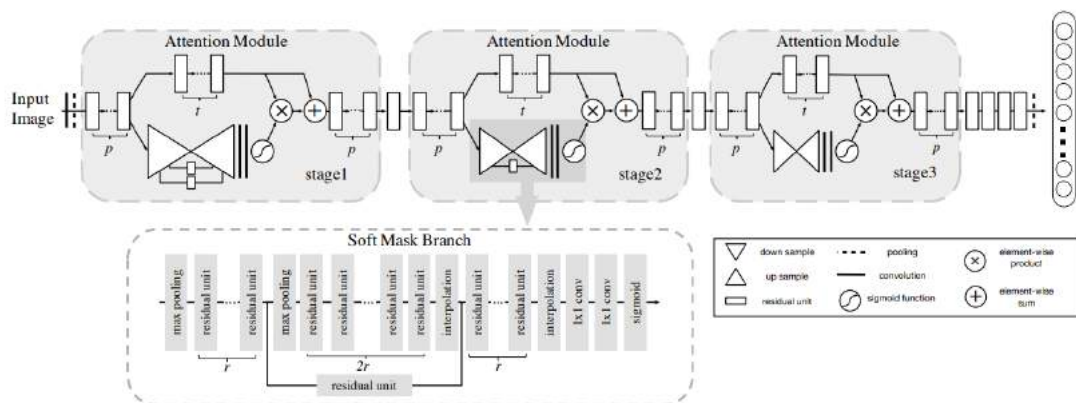 Attention Module
Attention Module
Attention Module
Input
Image
t
t
t
p
p
p
p
p
p
stage1
stage2
stage3
Soft Mask Branch
max pooling
residual unit
residual unit
max pooling
residual unit
residual unit
residual unit
residual unit
interpolation
residual unit
residual unit
interpolation
1x1 conv
1x1 conv
sigmoid
r
2r
r
residual unit
down sample
up sample
residual unit
pooling
convolution
sigmoid function
element-wise
product
element-wise
sum